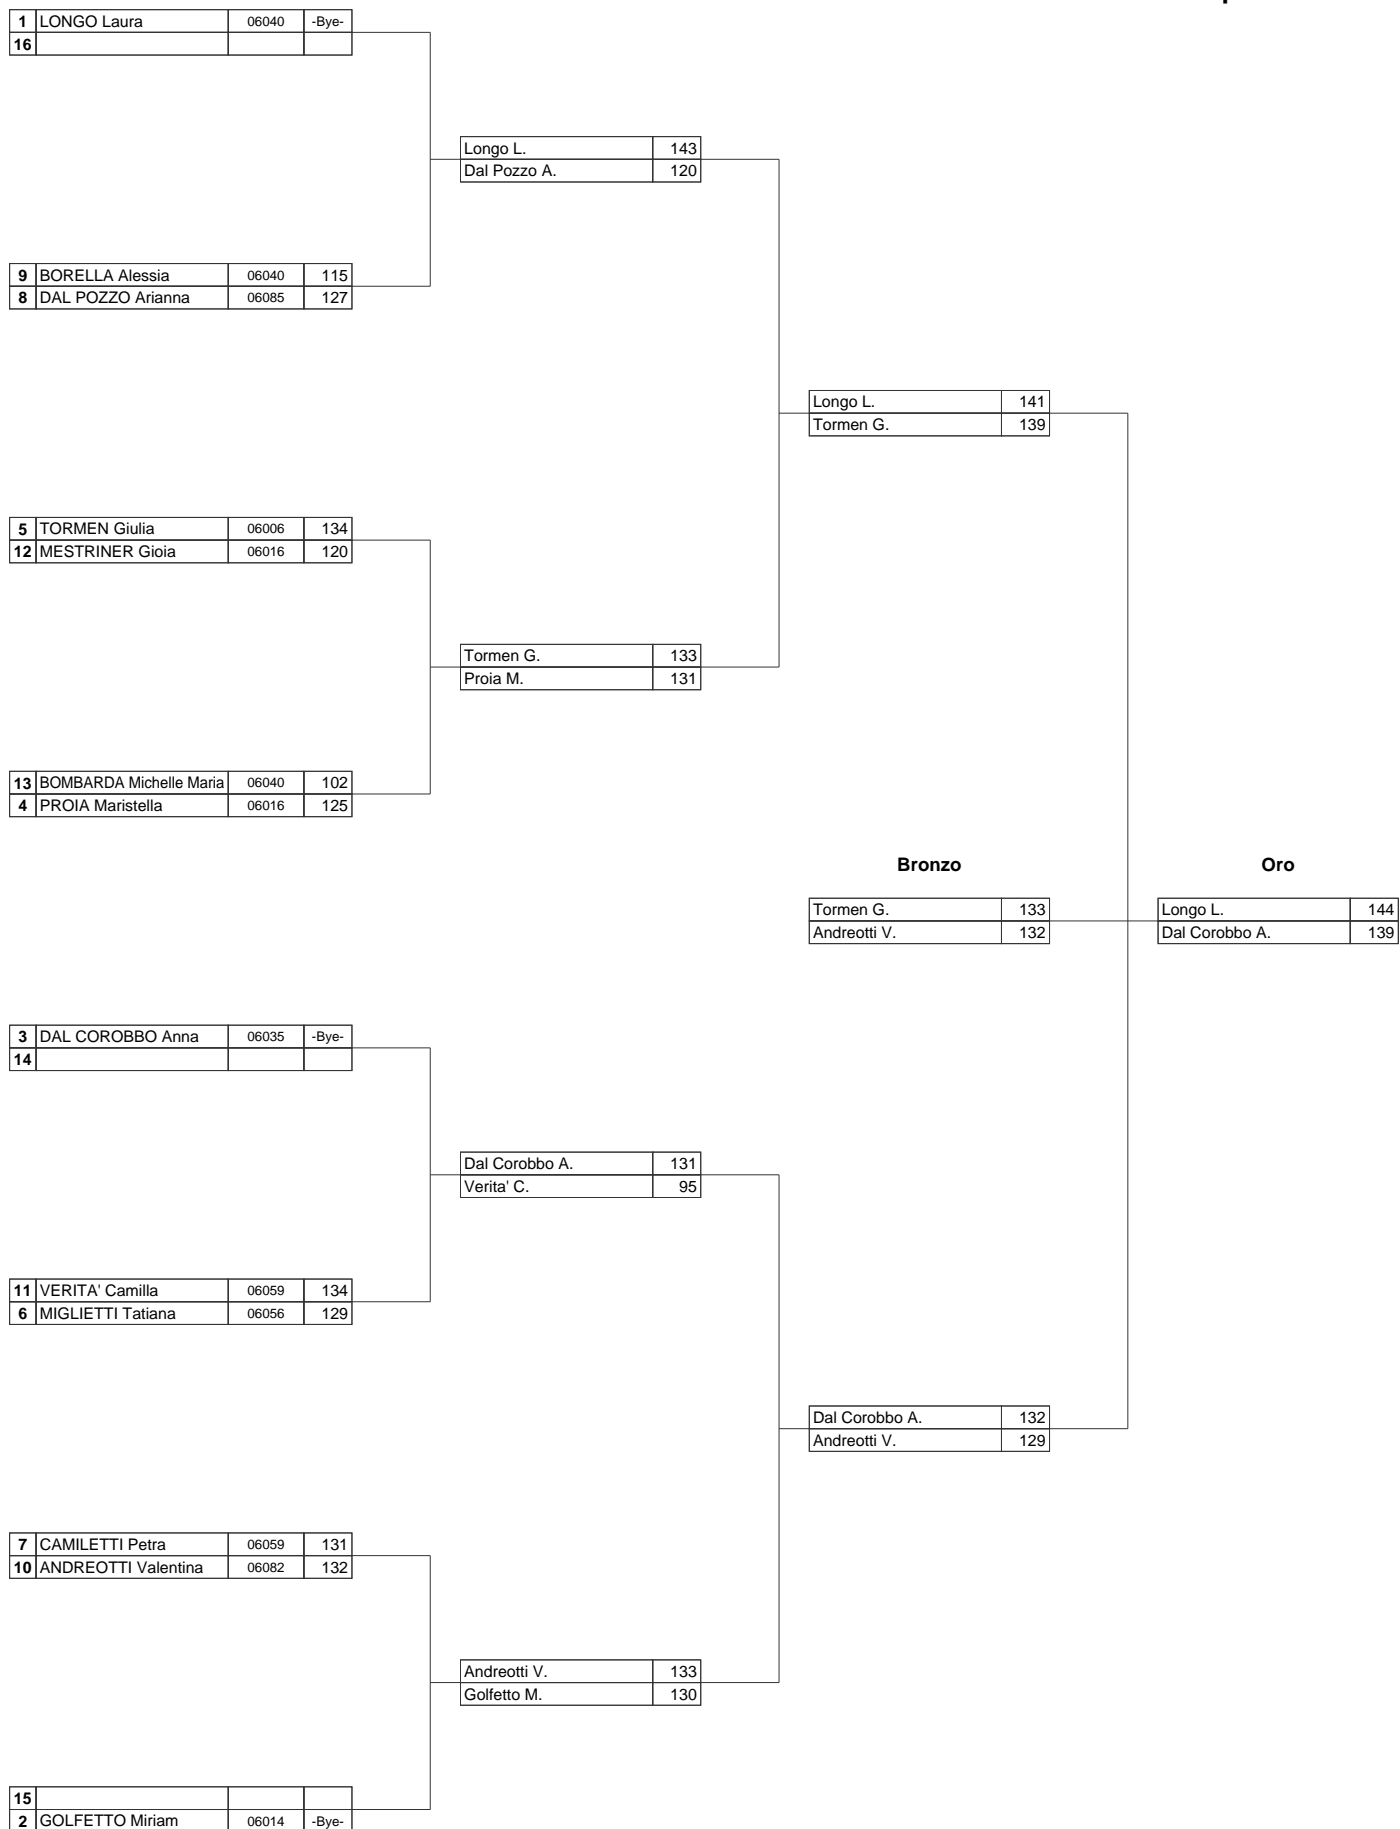 1 LONGO Laura 06040 -Bye-
16
Longo L. 143
Dal Pozzo A. 120
9 BORELLA Alessia 06040 115
8 DAL POZZO Arianna 06085 127
Longo L. 141
Tormen G. 139
5 TORMEN Giulia 06006 134
12 MESTRINER Gioia 06016 120
Tormen G. 133
Proia M. 131
13 BOMBARDA Michelle Maria 06040 102
4 PROIA Maristella 06016 125
Bronzo Oro
Tormen G. 133 Longo L. 144
Andreotti V. 132 Dal Corobbo A. 139
3 DAL COROBBO Anna 06035 -Bye-
14
Dal Corobbo A. 131
Verita' C. 95
11 VERITA' Camilla 06059 134
6 MIGLIETTI Tatiana 06056 129
Dal Corobbo A. 132
Andreotti V. 129
7 CAMILETTI Petra 06059 131
10 ANDREOTTI Valentina 06082 132
Andreotti V. 133
Golfetto M. 130
15
2 GOLFETTO Miriam 06014 -Bye-